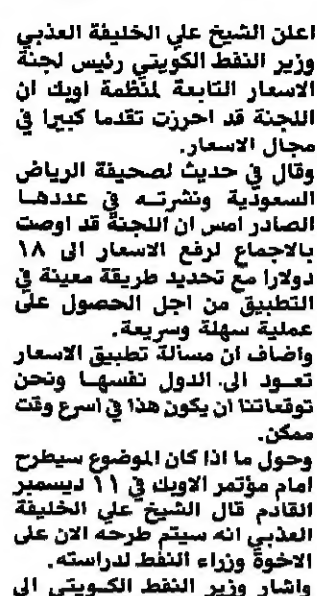 اعلن الشيخ علي الخليفة العذبي
وزير النفط الكويتي رئيس لجنة
الاسعار التابعة لمنظمة اوبك ان
اللجنة قد احرزت تقدما كبيرا في
مجال الاسعار.
وقال في حديث لصحيفة الرياض
السعودية ونشرته في عددها
الصادر امس ان اللجنة قد اوصت
بالاجماع لرفع الاسعار الى ١٨
دولارا مع تحديد طريقة معينة في
التطبيق من اجل الحصول على
عملية سهلة وسريعة.
واضاف ان مسالة تطبيق الاسعار
تعود الى. الدول نفسها ونحن
توقعاتنا ان يكون هذا في اسرع وقت
ممكن.
وحول ما اذا كان الموضوع سيطرح
امام مؤتمر الاوبك في ١١ ديسمبر
القادم قال الشيخ علي الخليفة
العذبي انه سيتم طرحه الان على
الاخوة وزراء النفط لدراسته.
واشار وزير النفط الكويتي الى